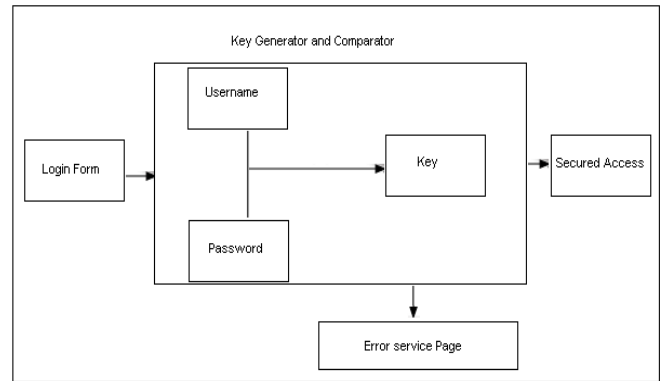 Key Generator and Comparator
Username
Login Form
Key
Secured Access
Password
Error service Page